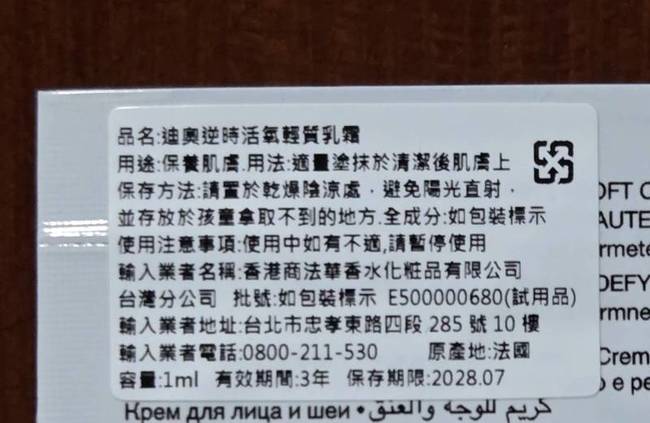 品名:迪奧逆時活氧輕質乳霜
用途:保養肌膚.用法:適量塗抹於清潔後肌膚上
保存方法:請置於乾燥陰涼處，避免陽光直射，
並存放於孩童拿取不到的地方.全成分:如包裝標示
使用注意事項:使用中如有不適,請暫停使用
輸入業者名稱:香港商法華香水化粧品有限公司
台灣分公司 批號:如包裝標示 E500000680(試用品)
輸入業者地址:台北市忠孝東路四段 285 號 10 樓
輸入業者電話:0800-211-530 原產地:法國
容量:1ml 有效期間:3年 保存期限:2028.07
OFT C
AUTE
rmete
DEFY
rmne
Crem
o e pe
Крем для лица и шеи • كريم للوجه والعنق